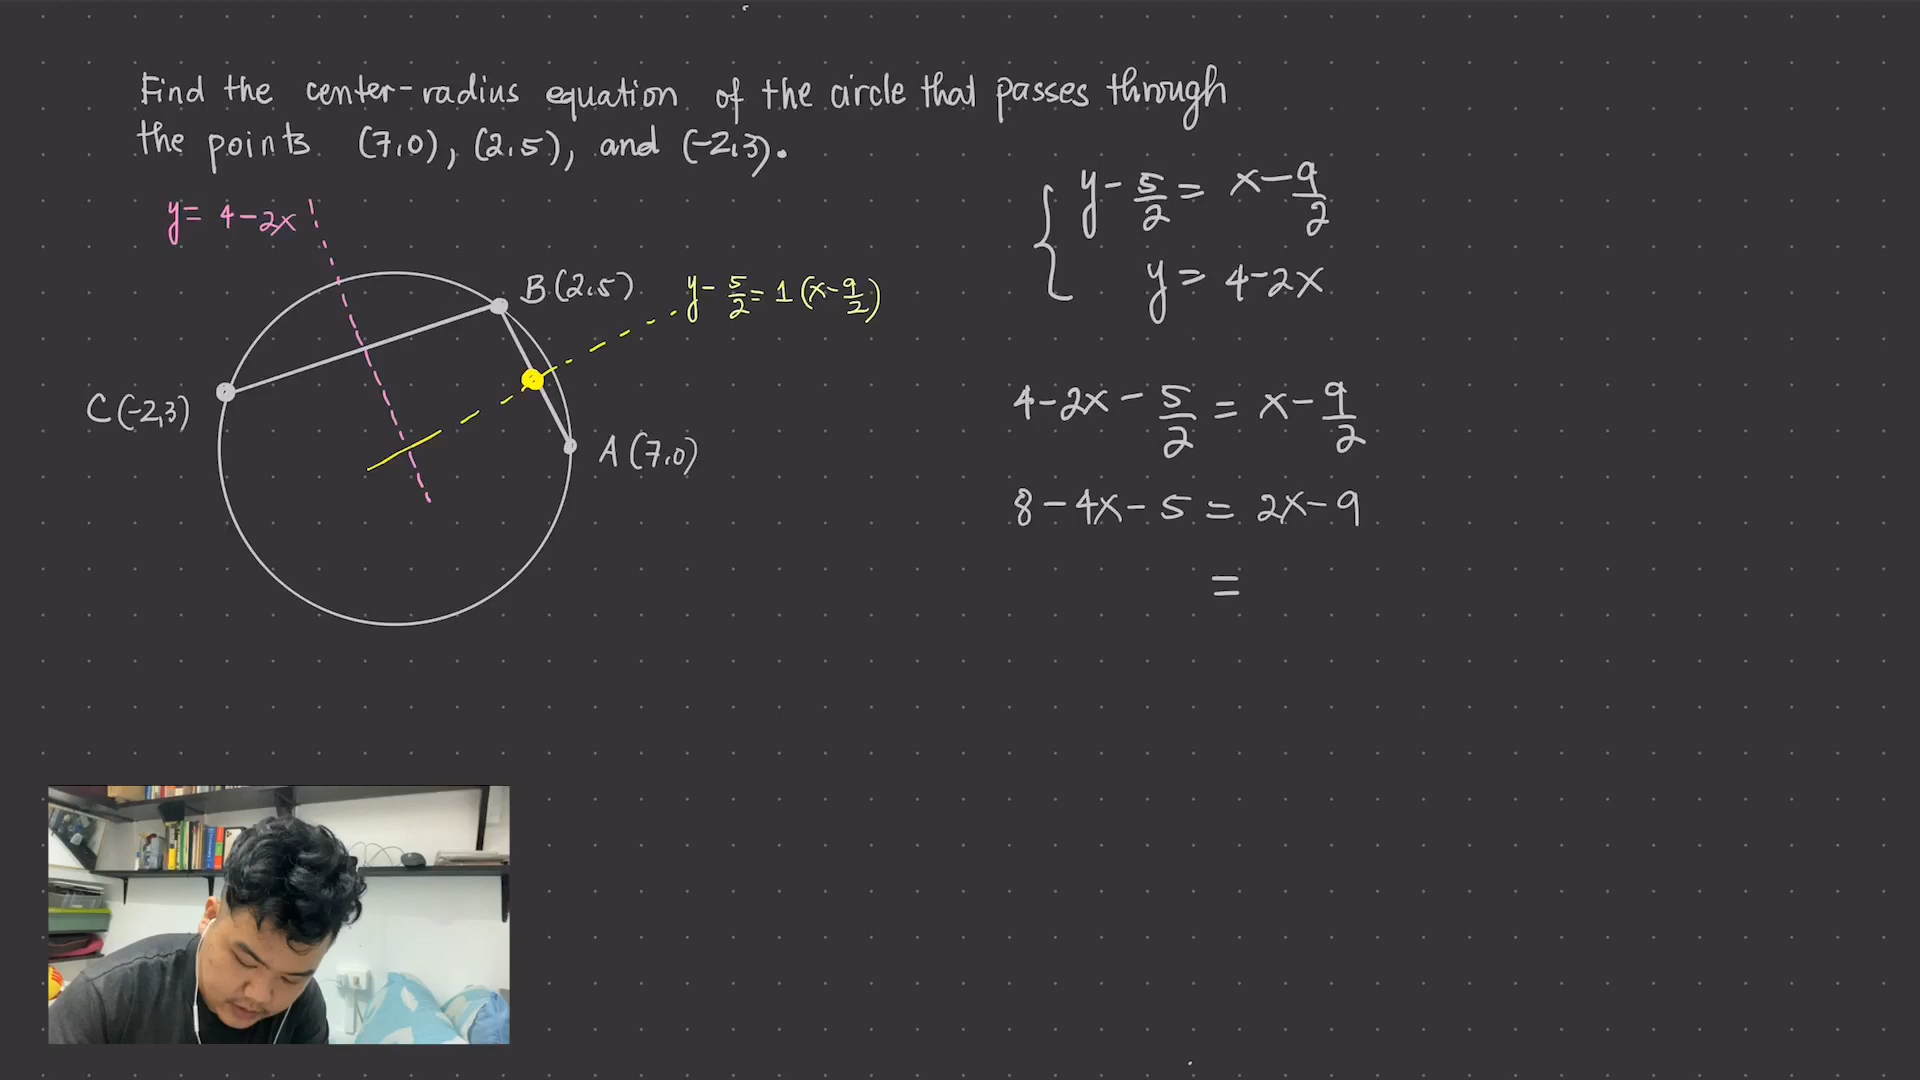 Find the center-radius equation of the circle that passes through
the points (7,0), (2,5), and (-2,3).
y = 4-2x
B(2,5)
y - 5/2 = 1(x - 9/2)
C(-2,3)
A(7,0)
{ y - 5/2 = x - 9/2
y = 4-2x
4-2x - 5/2 = x - 9/2
8-4x-5 = 2x-9
=